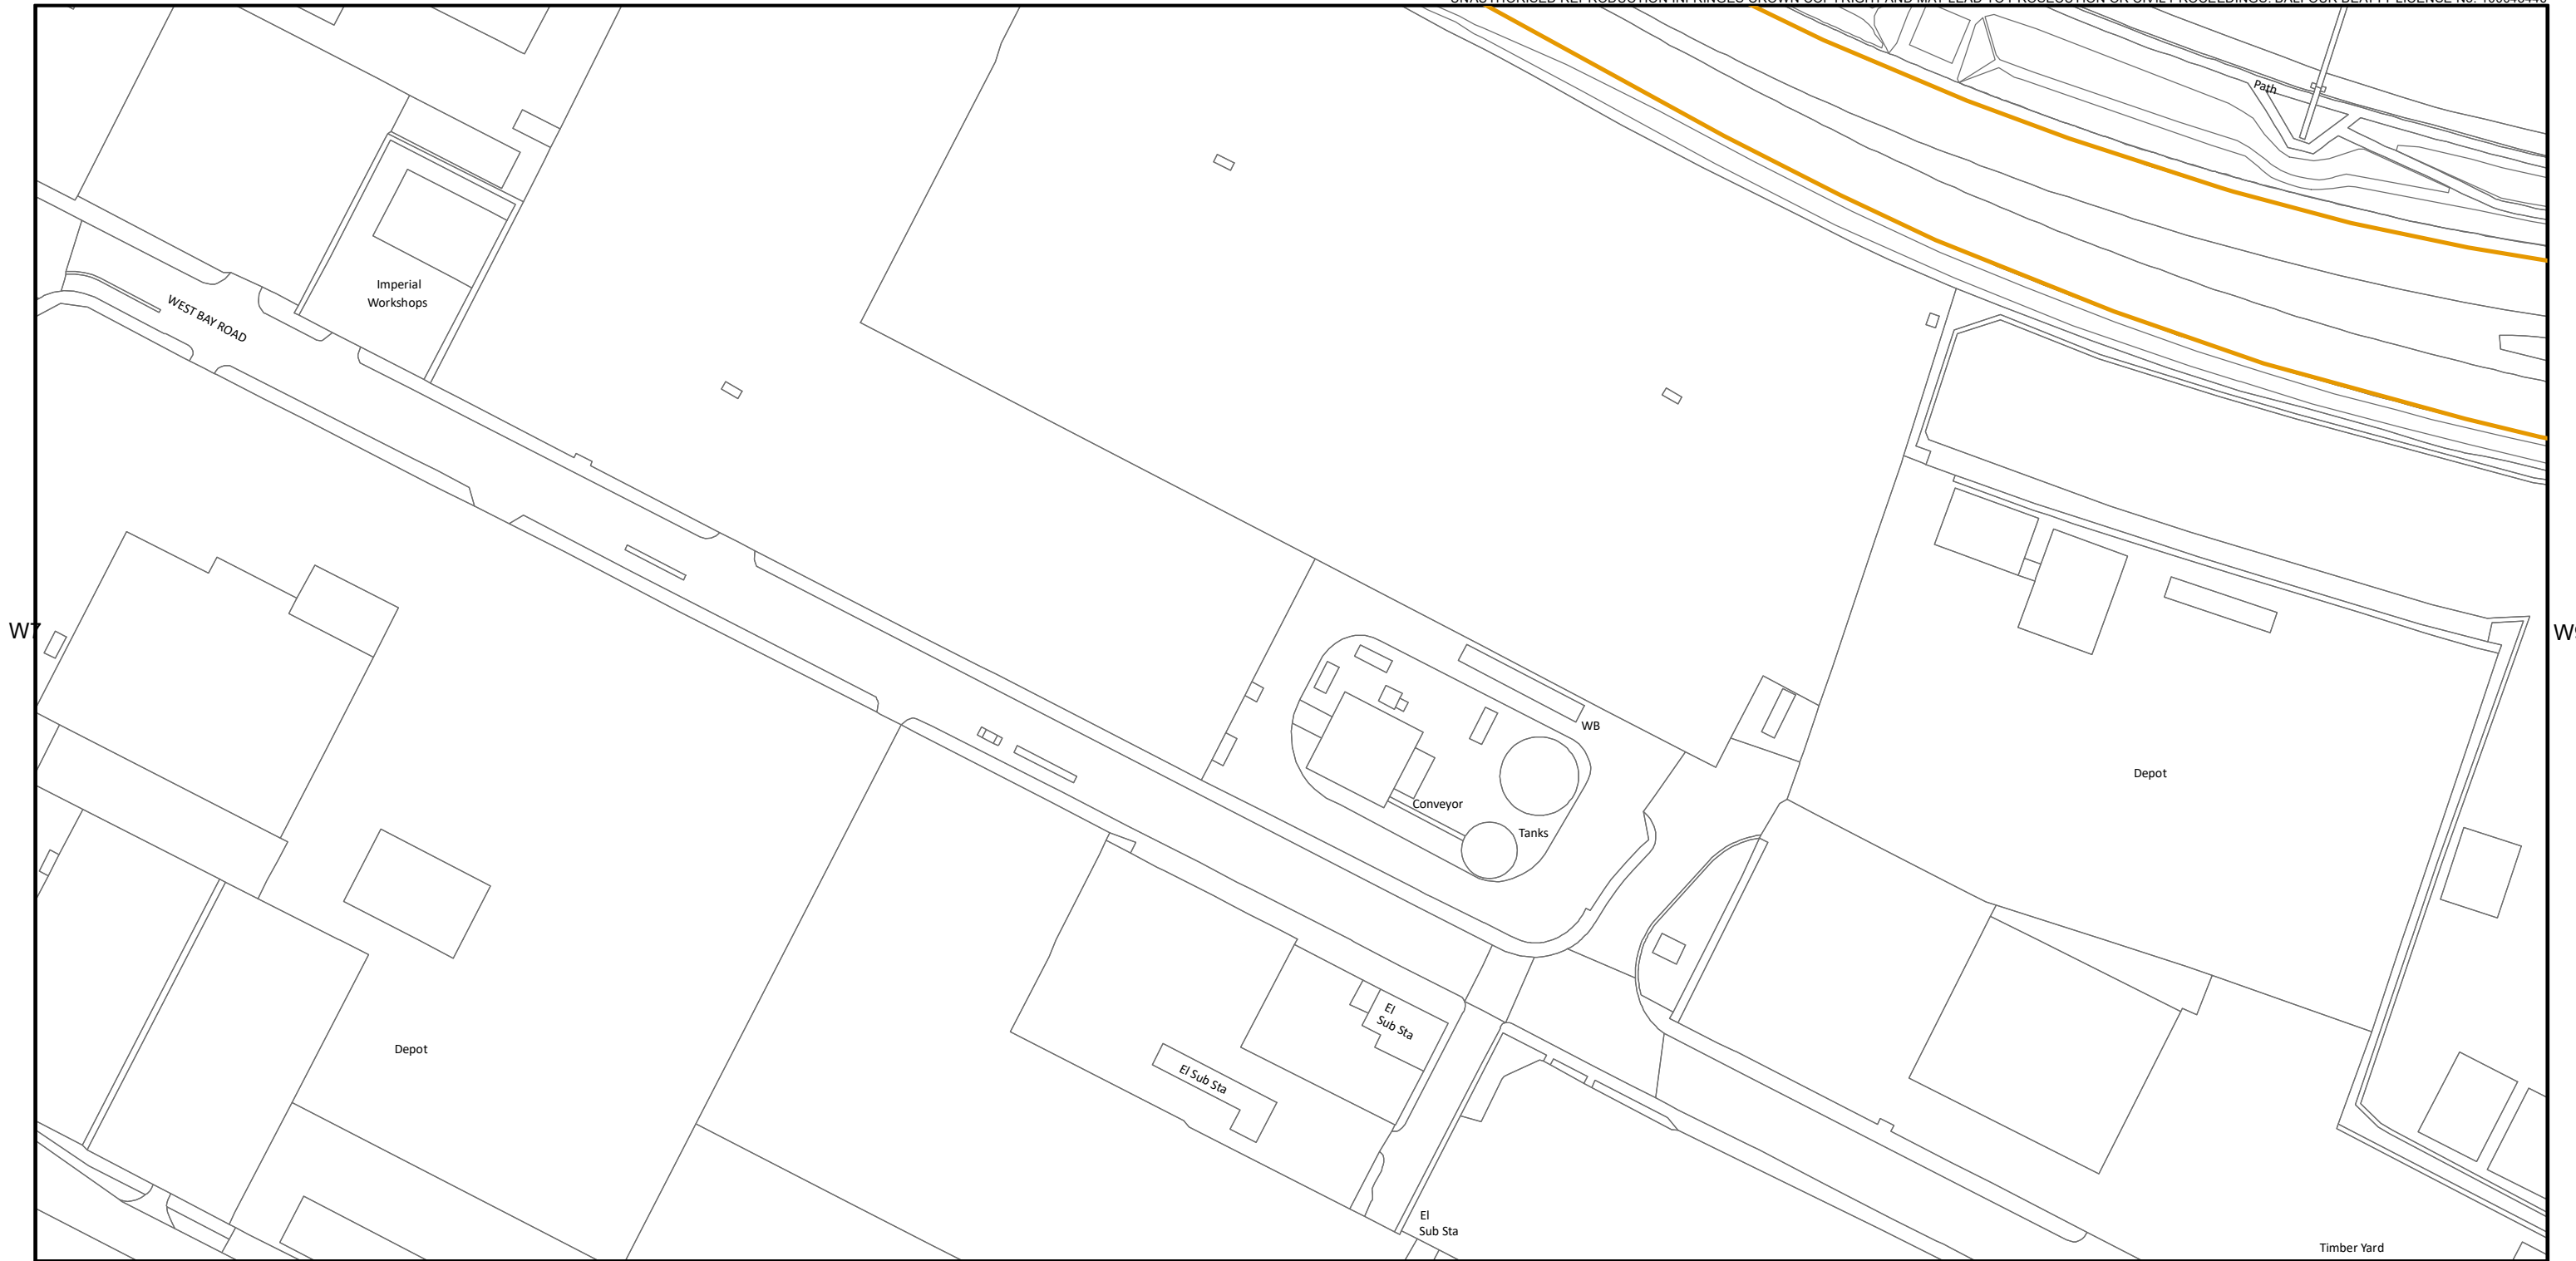 Path
Imperial
Workshops
WEST BAY ROAD
W7
WB
Depot
Conveyor
Tanks
El
Sub Sta
Depot
El Sub Sta
El
Sub Sta
Timber Yard